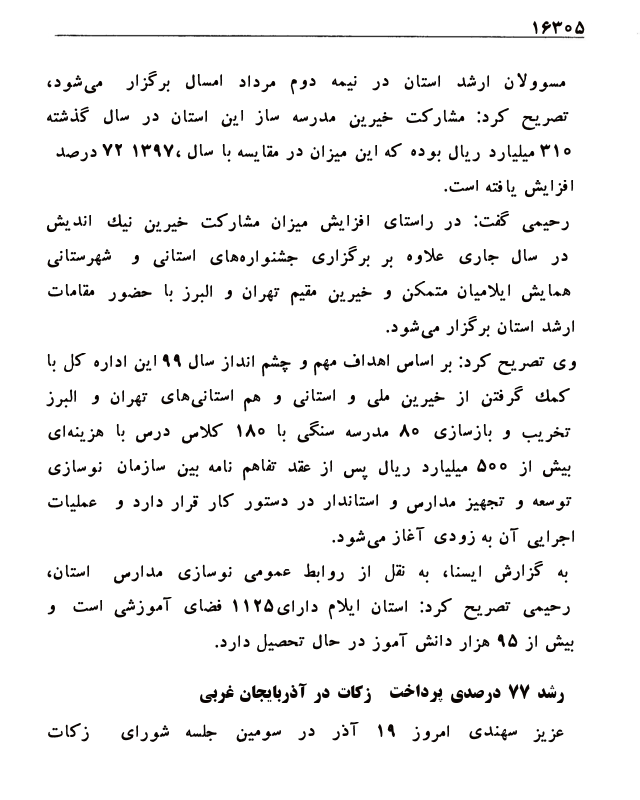 ۱۶۳۰۵
مسوولان ارشد استان در نیمه دوم مرداد امسال برگزار می‌شود،
تصریح کرد: مشارکت خیرین مدرسه ساز این استان در سال گذشته
۳۱۰ میلیارد ریال بوده که این میزان در مقایسه با سال ۱۳۹۷، ۷۲ درصد
افزایش یافته است.
رحیمی گفت: در راستای افزایش میزان مشارکت خیرین نیك اندیش
در سال جاری علاوه بر برگزاری جشنواره‌های استانی و شهرستانی
همایش ایلامیان متمکن و خیرین مقیم تهران و البرز با حضور مقامات
ارشد استان برگزار می‌شود.
وی تصریح کرد: بر اساس اهداف مهم و چشم انداز سال ۹۹ این اداره کل با
کمك گرفتن از خیرین ملی و استانی و هم استانی‌های تهران و البرز
تخریب و بازسازی ۸۰ مدرسه سنگی با ۱۸۰ کلاس درس با هزینه‌ای
بیش از ۵۰۰ میلیارد ریال پس از عقد تفاهم نامه بین سازمان نوسازی
توسعه و تجهیز مدارس و استاندار در دستور کار قرار دارد و عملیات
اجرایی آن به زودی آغاز می‌شود.
به گزارش ایسنا، به نقل از روابط عمومی نوسازی مدارس استان،
رحیمی تصریح کرد: استان ایلام دارای۱۱۲۵ فضای آموزشی است و
بیش از ۹۵ هزار دانش آموز در حال تحصیل دارد.
رشد ۷۷ درصدی پرداخت زکات در آذربایجان غربی
عزیز سهندی امروز ۱۹ آذر در سومین جلسه شورای زکات